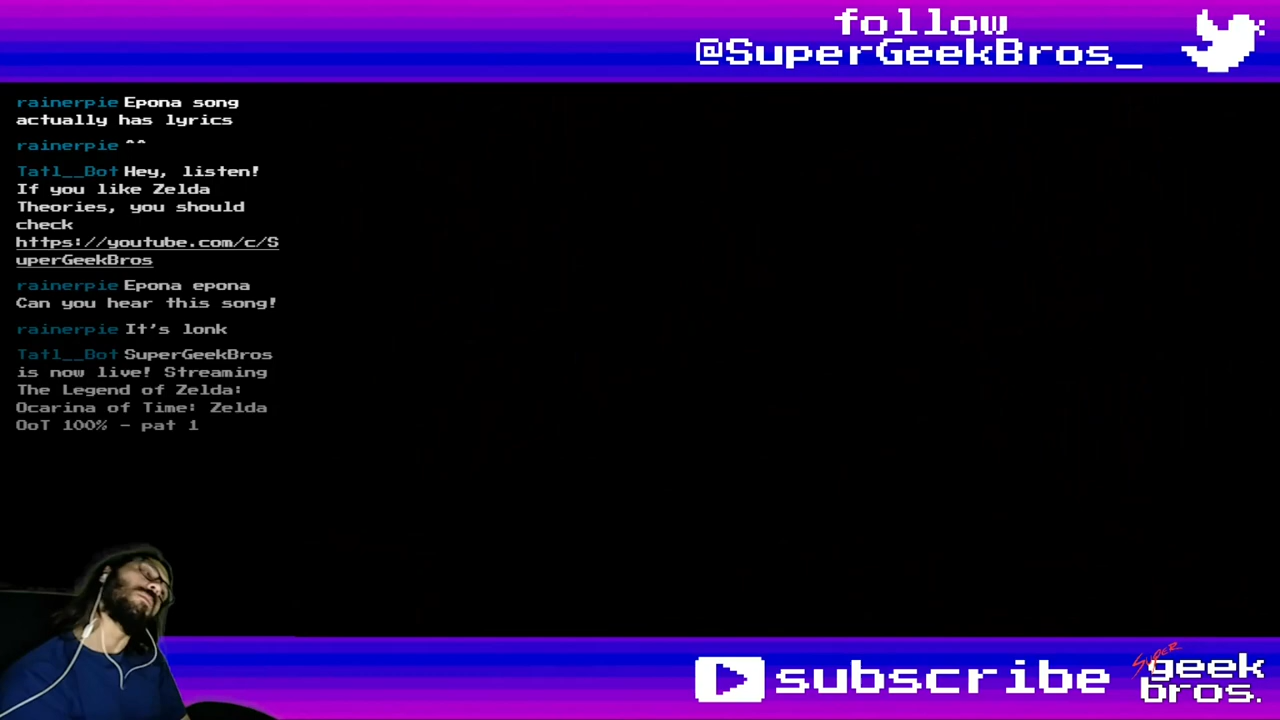 follow
@SuperGeekBros_
rainerpie Epona song
actually has lyrics
rainerpie ^^
Tatl__Bot Hey, listen!
If you like Zelda
Theories, you should
check
https://youtube.com/c/S
uperGeekBros
rainerpie Epona epona
Can you hear this song!
rainerpie It's lonk
Tatl__Bot SuperGeekBros
is now live! Streaming
The Legend of Zelda:
Ocarina of Time: Zelda
OoT 100% - pat 1
subscribe
SUPER
geek
bros.